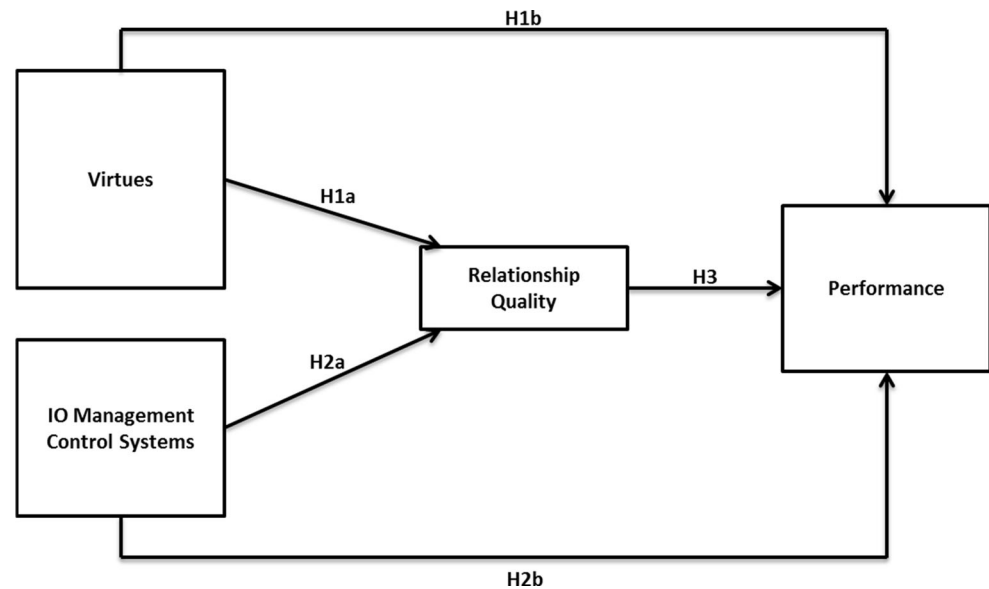 H1b
Virtues
H1a
Relationship
Quality
H3
Performance
H2a
IO Management
Control Systems
H2b